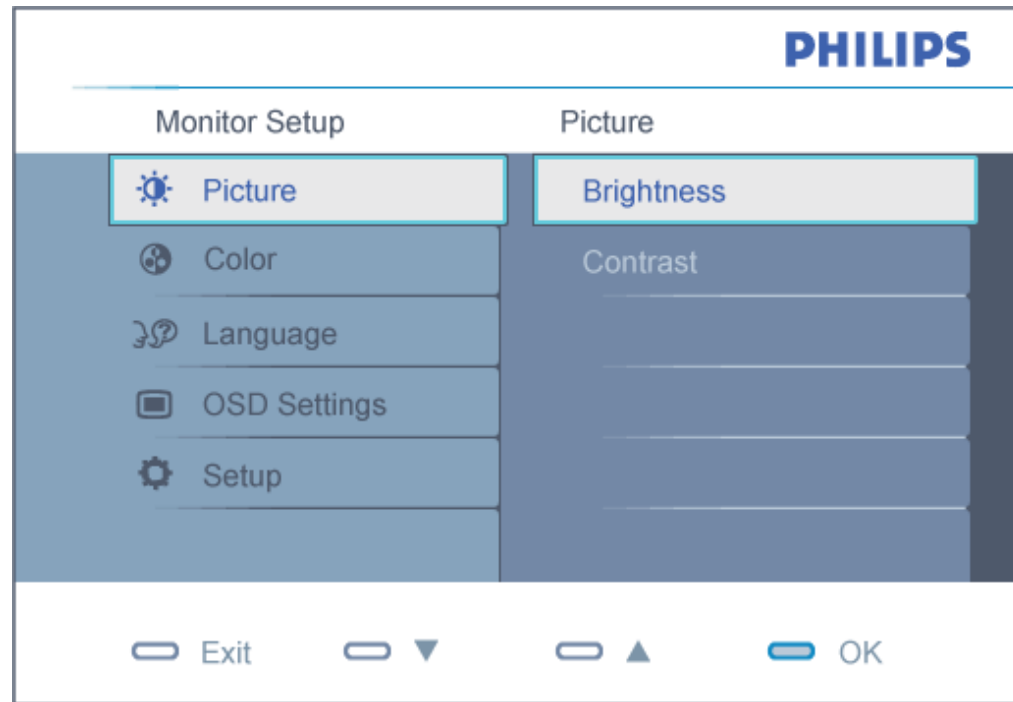 PHILIPS
Monitor Setup Picture
Picture Brightness
Color Contrast
Language
OSD Settings
Setup
Exit ▼ ▲ OK